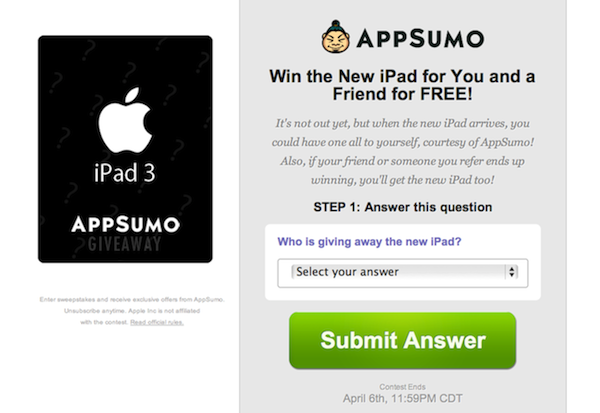 iPad 3
APPSUMO
GIVEAWAY
Enter sweepstakes and receive exclusive offers from AppSumo.
Unsubscribe anytime. Apple Inc is not affiliated
with the contest. Read official rules.
APPSUMO
Win the New iPad for You and a
Friend for FREE!
It's not out yet, but when the new iPad arrives, you
could have one all to yourself, courtesy of AppSumo!
Also, if your friend or someone you refer ends up
winning, you'll get the new iPad too!
STEP 1: Answer this question
Who is giving away the new iPad?
Select your answer
Submit Answer
Contest Ends
April 6th, 11:59PM CDT